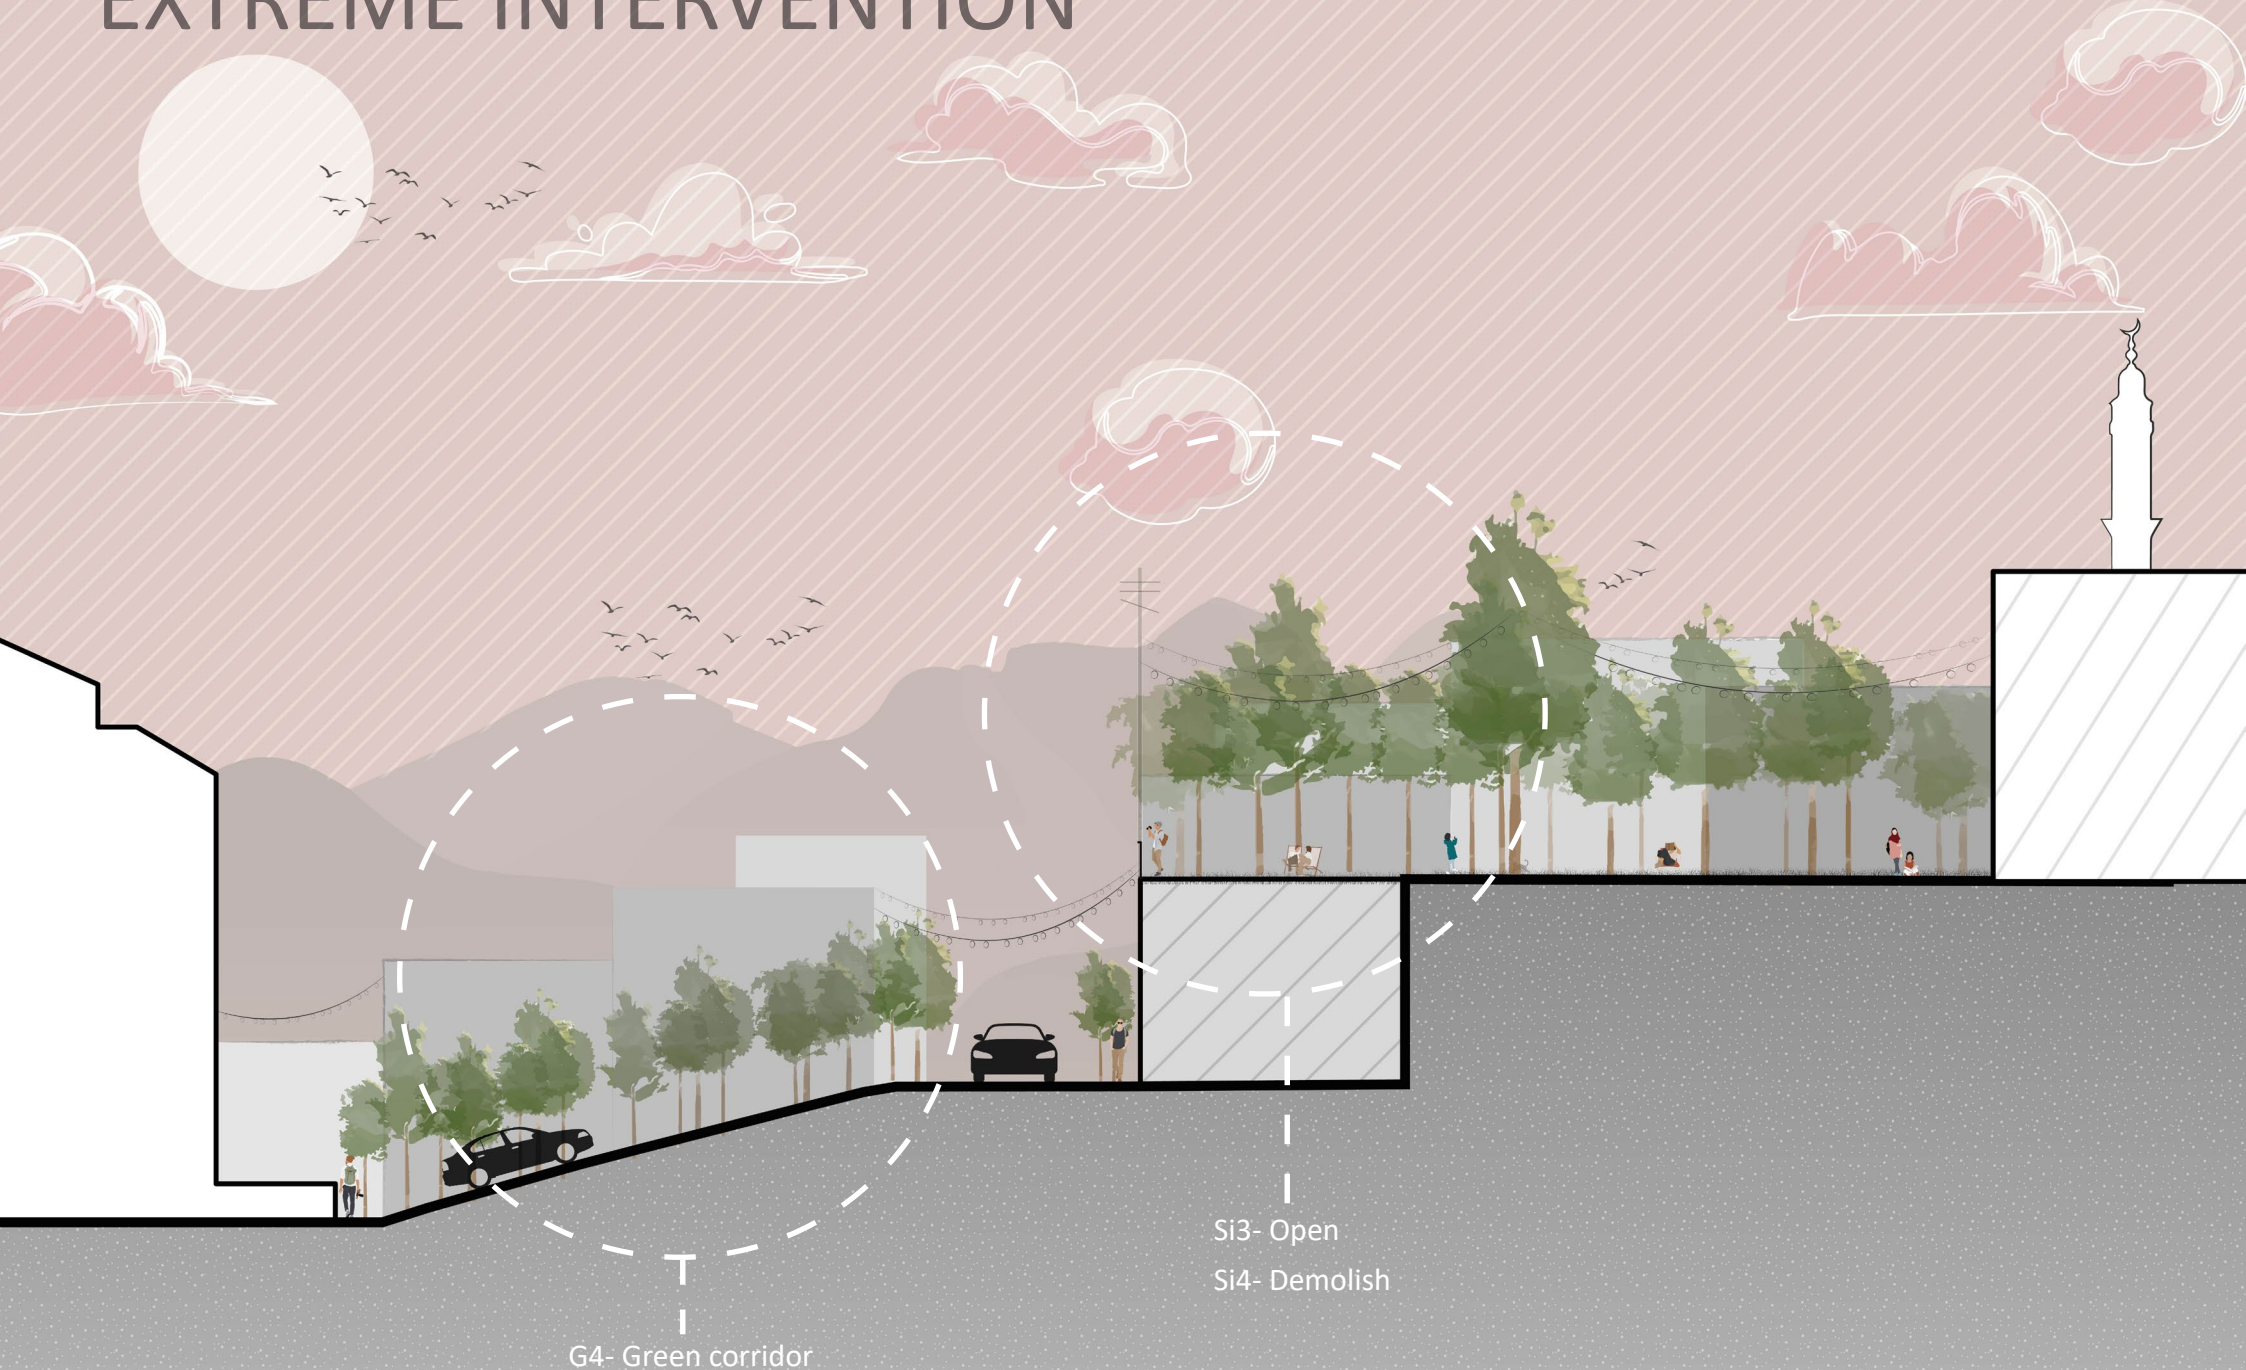 EXTREME INTERVENTION
Si3- Open
Si4- Demolish
G4- Green corridor